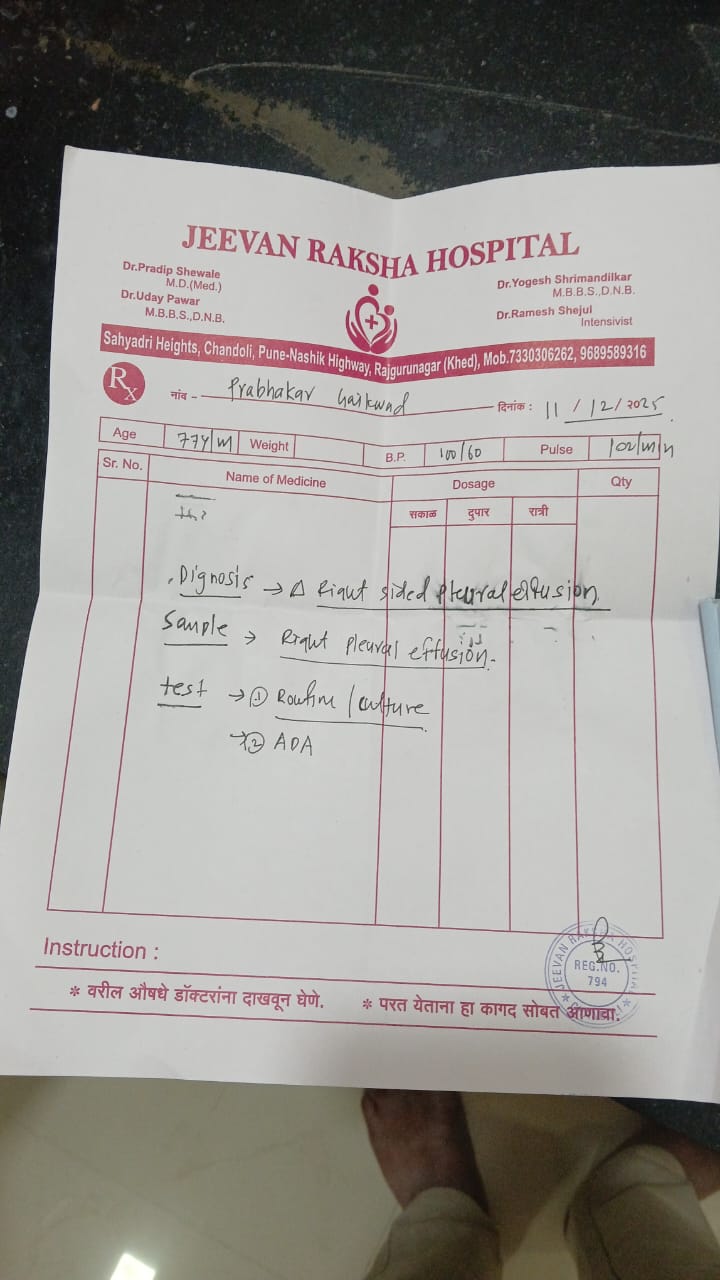 JEEVAN RAKSHA HOSPITAL
Dr.Pradip Shewale
M.D.(Med.)
Dr.Uday Pawar
M.B.B.S.,D.N.B.
Dr.Yogesh Shrimandilkar
M.B.B.S.,D.N.B.
Dr.Ramesh Shejul
Intensivist
Sahyadri Heights, Chandoli, Pune-Nashik Highway, Rajgurunagar (Khed), Mob.7330306262, 9689589316
Rx नांव - Prabhakar Gaikwad दिनांक : 11 / 12 / 2025
Age 77Y/M Weight B.P. 100/60 Pulse 102/min
Sr. No. Name of Medicine Dosage Qty
सकाळ दुपार रात्री
Dignosis → Δ Right sided pleural effusion
Sample → Right Pleural effusion.
test → ① Routine / culture
→ ② ADA
Instruction :
* वरील औषधे डॉक्टरांना दाखवून घेणे. * परत येताना हा कागद सोबत आणावा.
JEEVAN RAKSHA HOSPITAL
REG.NO.
794